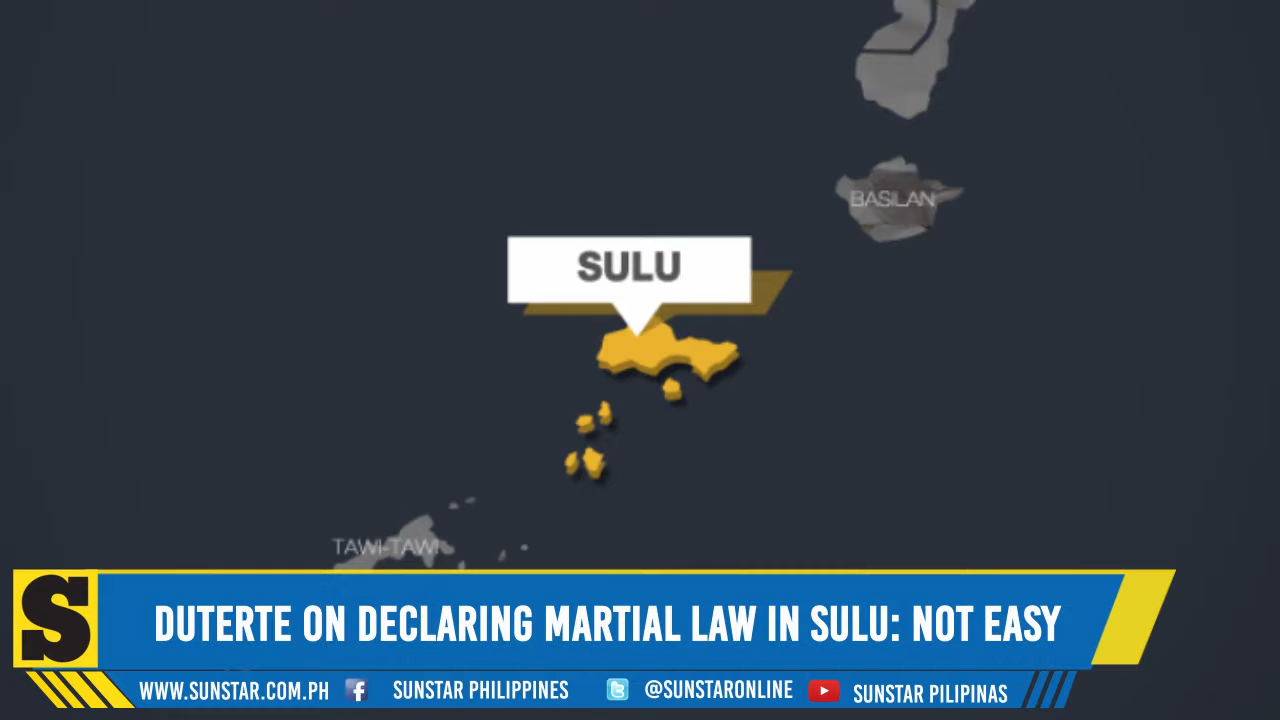 BASILAN
SULU
TAWI-TAWI
S
DUTERTE ON DECLARING MARTIAL LAW IN SULU: NOT EASY
WWW.SUNSTAR.COM.PH f SUNSTAR PHILIPPINES t @SUNSTARONLINE SUNSTAR PILIPINAS